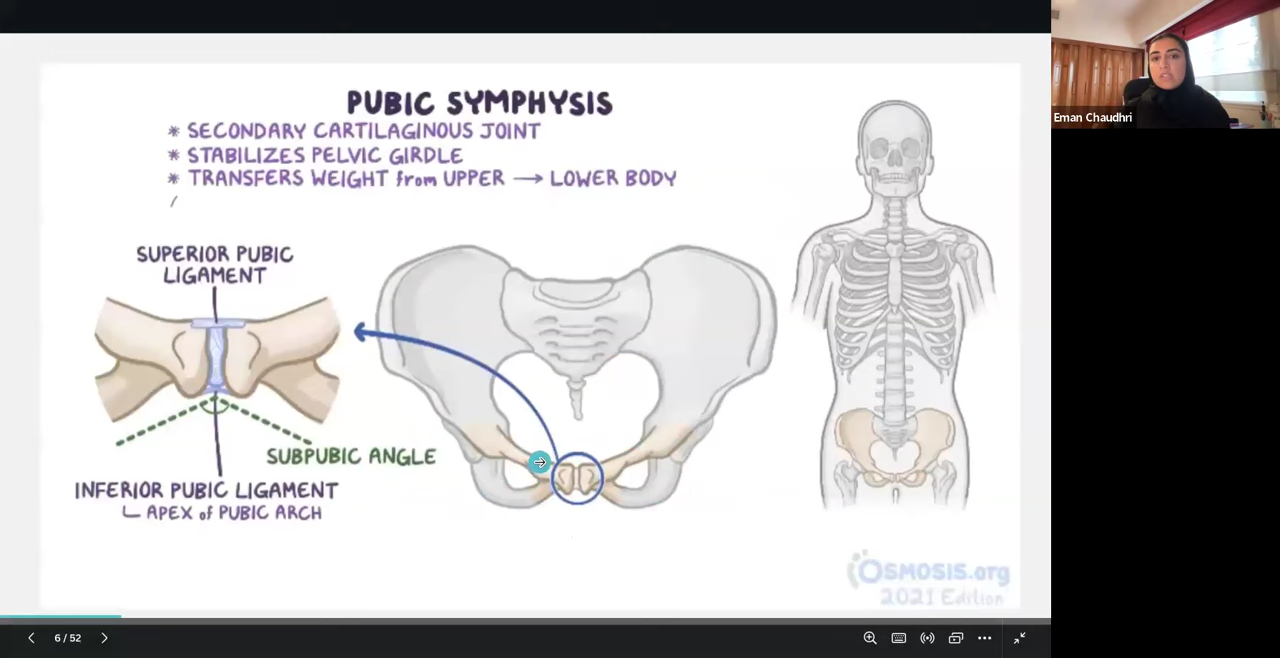 PUBIC SYMPHYSIS
* SECONDARY CARTILAGINOUS JOINT
* STABILIZES PELVIC GIRDLE
* TRANSFERS WEIGHT from UPPER → LOWER BODY
SUPERIOR PUBIC
LIGAMENT
SUBPUBIC ANGLE
INFERIOR PUBIC LIGAMENT
∟ APEX of PUBIC ARCH
OSMOSIS.org
2021 Edition
Eman Chaudhri
6 / 52